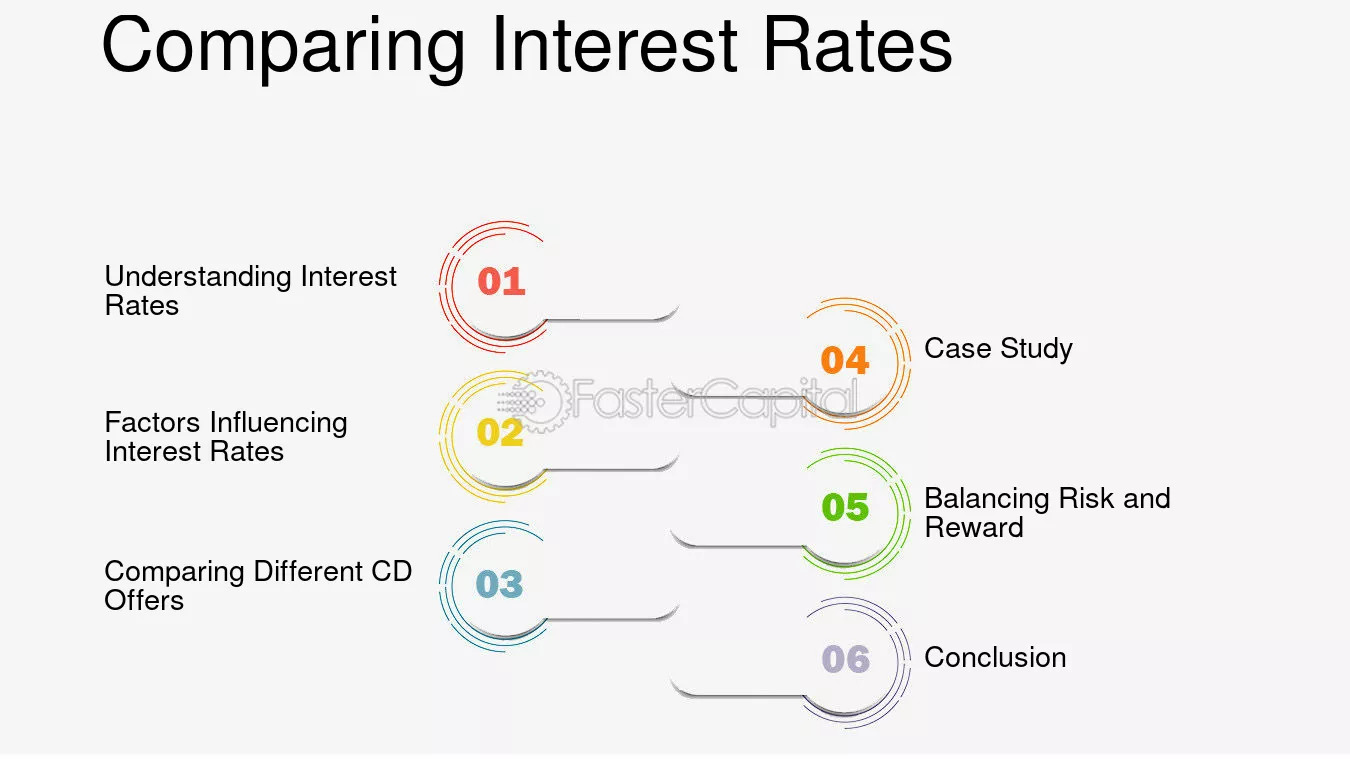 Comparing Interest Rates
01
Understanding Interest
Rates
02
Factors Influencing
Interest Rates
03
Comparing Different CD
Offers
04
Case Study
05
Balancing Risk and
Reward
06
Conclusion
FasterCapital